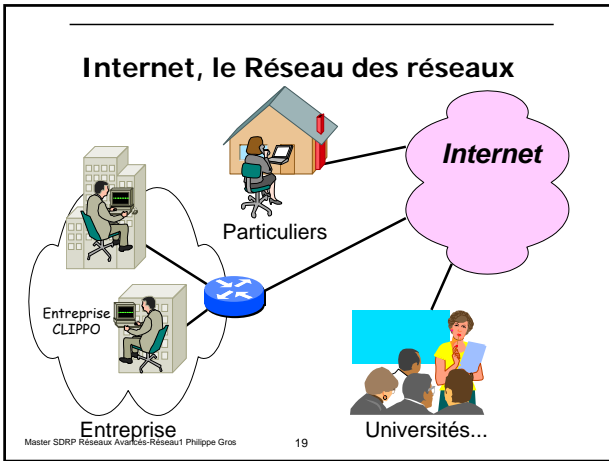 Internet, le Réseau des réseaux
Internet
Particuliers
Entreprise
CLIPPO
Entreprise
Universités...
Master SDRP Réseaux Avancés-Réseau1 Philippe Gros
19